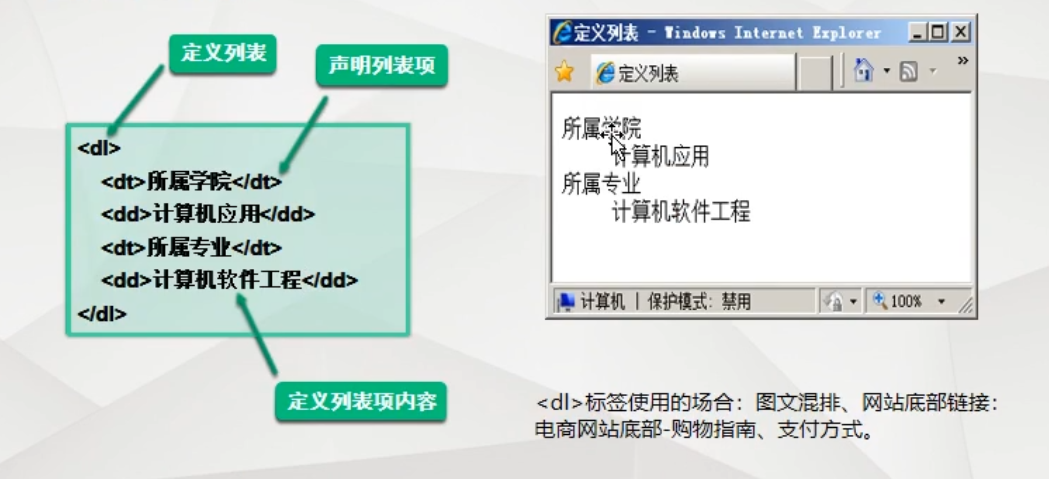 定义列表
声明列表项
<dl>
<dt>所属学院</dt>
<dd>计算机应用</dd>
<dt>所属专业</dt>
<dd>计算机软件工程</dd>
</dl>
定义列表项内容
定义列表 - Windows Internet Explorer
定义列表
所属学院
计算机应用
所属专业
计算机软件工程
计算机 | 保护模式: 禁用
100%
<dl>标签使用的场合：图文混排、网站底部链接：
电商网站底部-购物指南、支付方式。